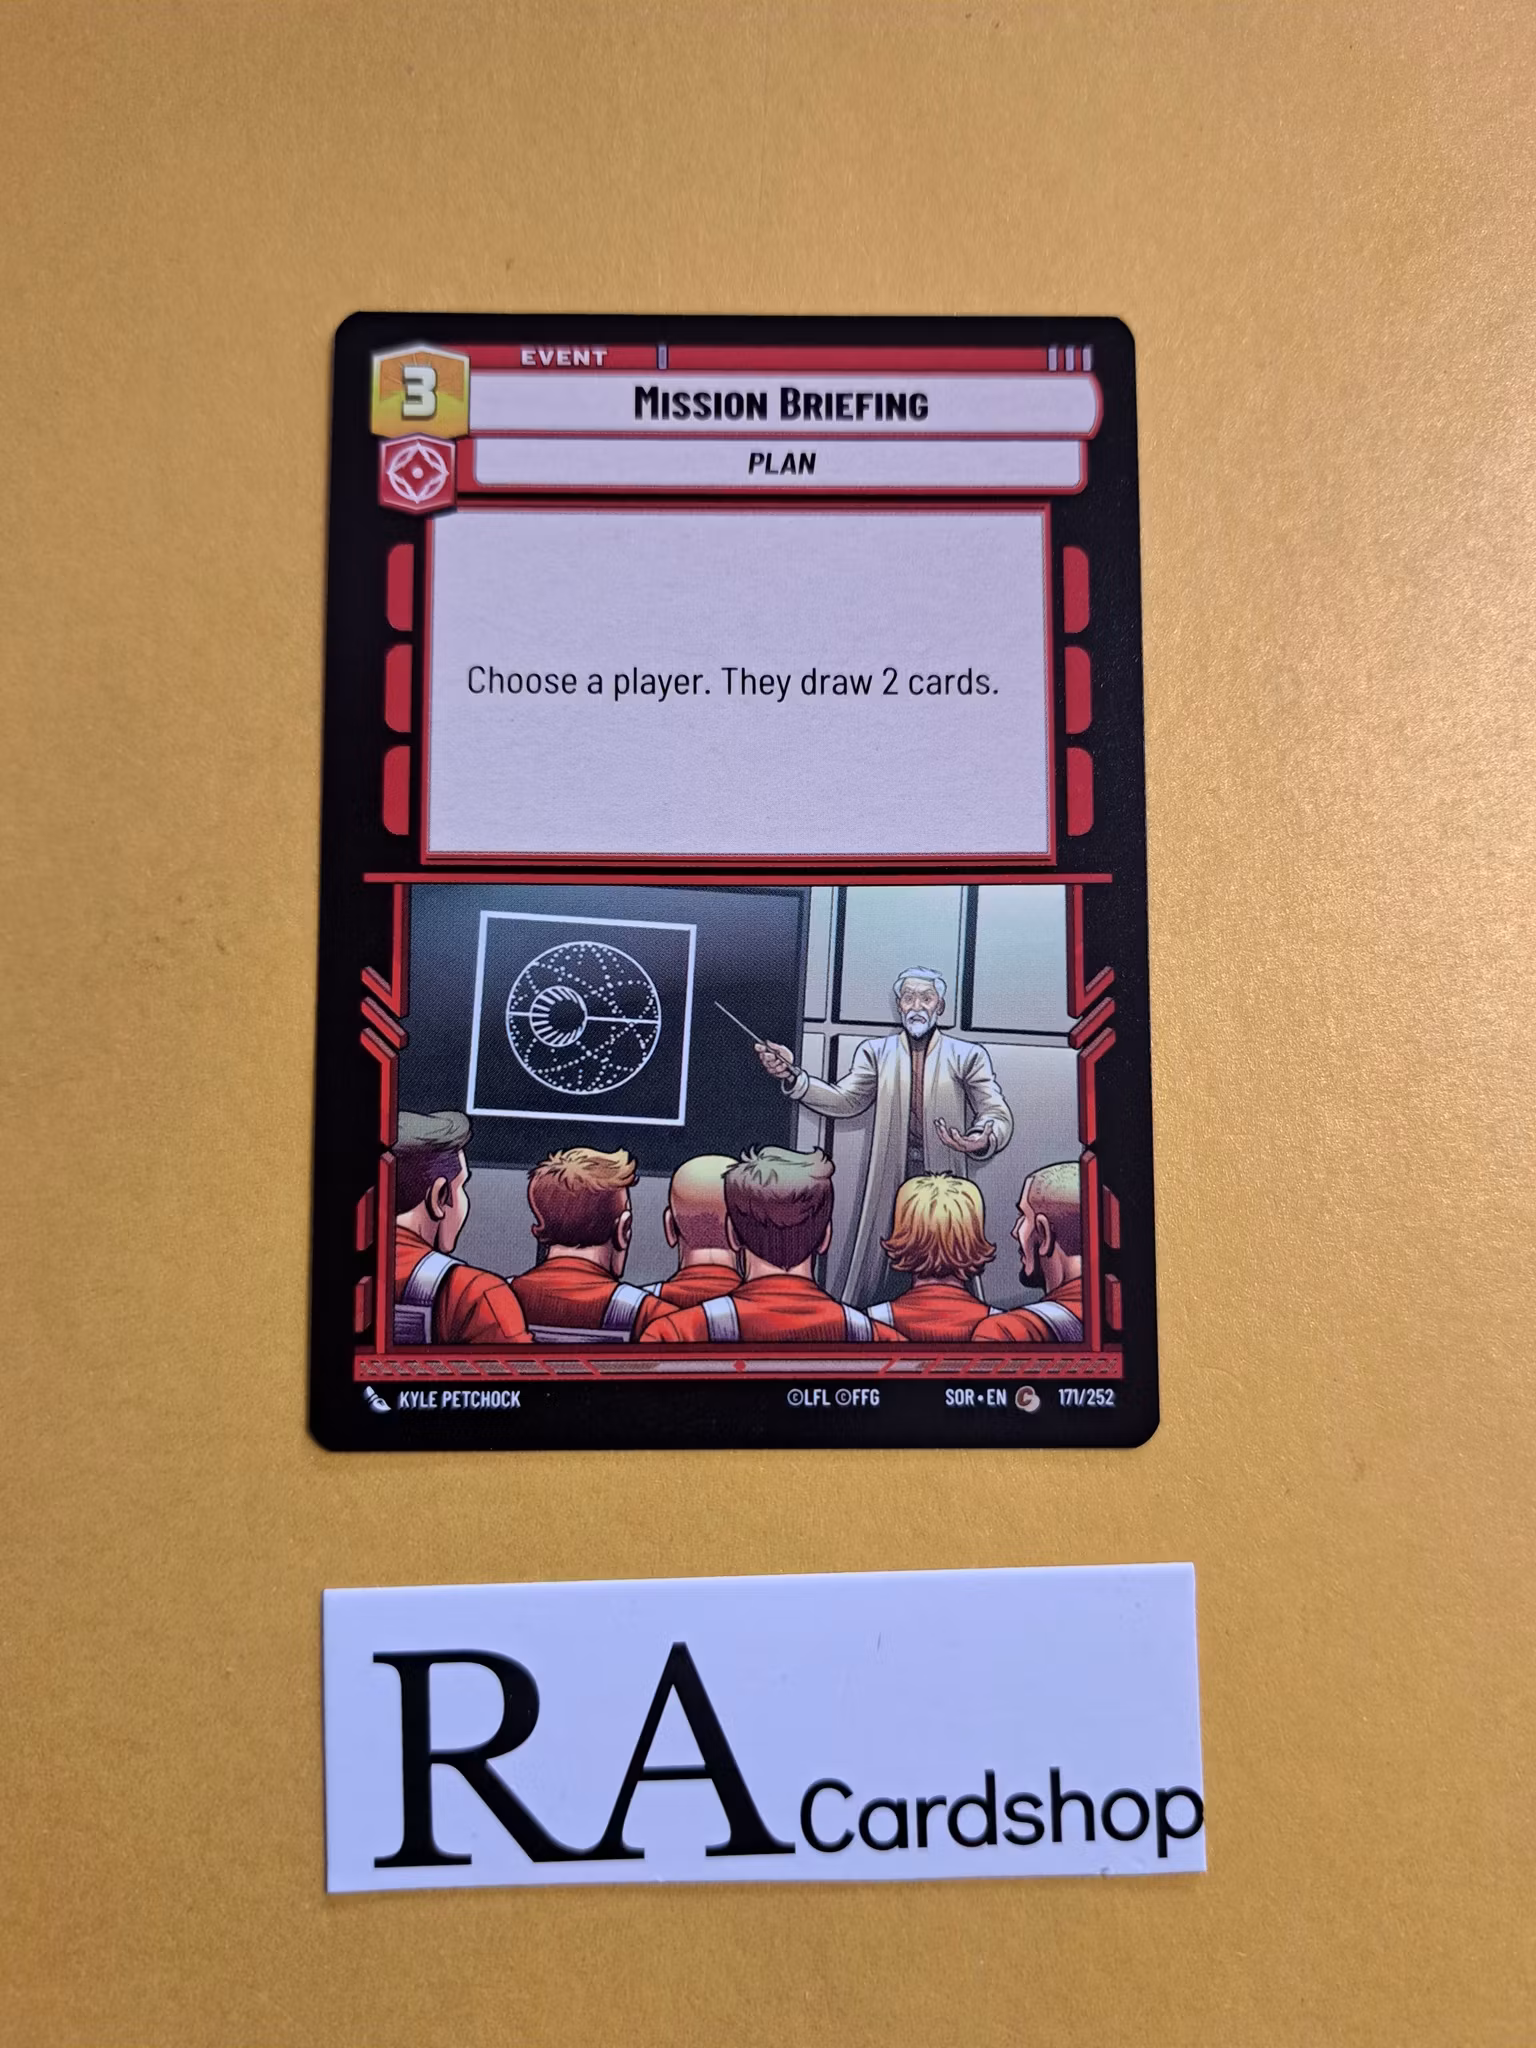 EVENT
3
MISSION BRIEFING
PLAN
Choose a player. They draw 2 cards.
KYLE PETCHOCK ©LFL ©FFG SOR • EN C 171/252
RA Cardshop